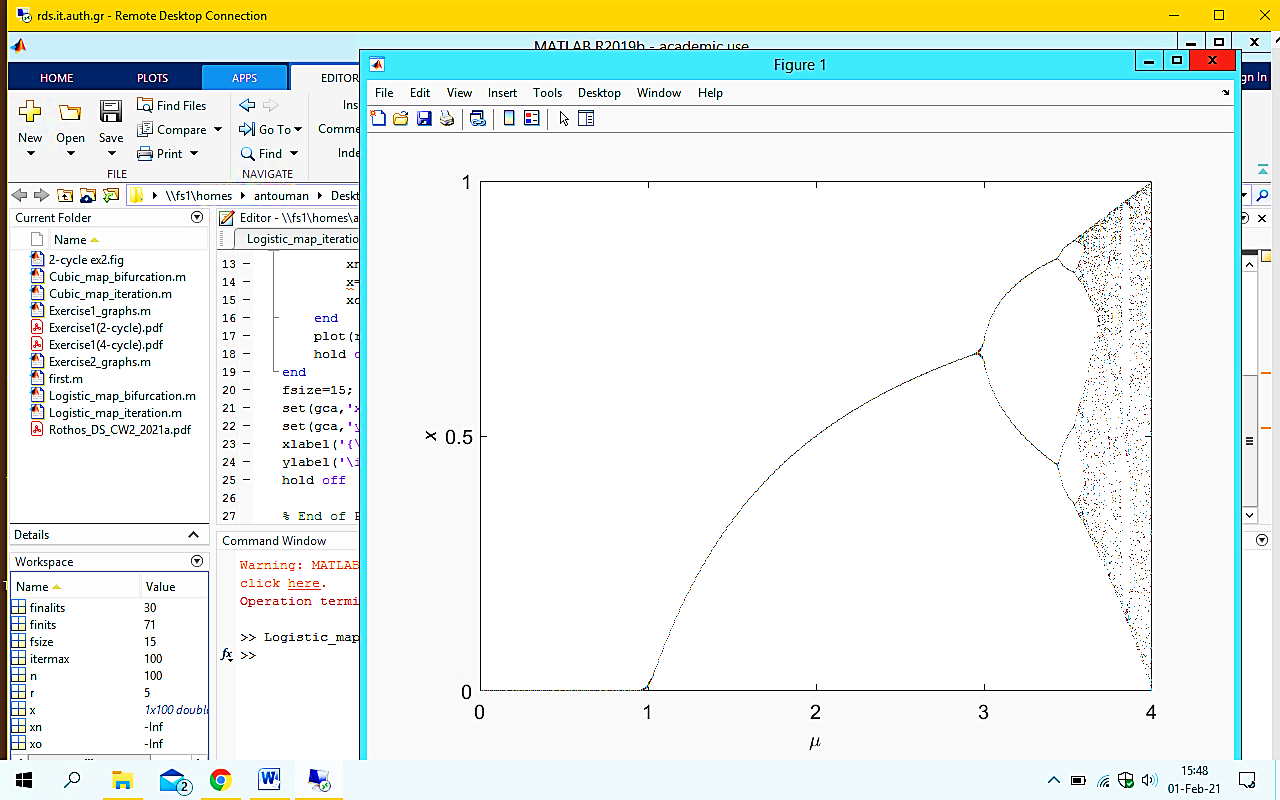 rds.it.auth.gr - Remote Desktop Connection
MATLAB R2019b - academic use
HOME PLOTS APPS EDITOR
gn In
Figure 1
File Edit View Insert Tools Desktop Window Help
New
Open
Save
Find Files
Compare
Print
Go To
Find
Ins
Comme
Inde
FILE
NAVIGATE
\\fs1\homes antouman Deskt
Current Folder
Name
2-cycle ex2.fig
Cubic_map_bifurcation.m
Cubic_map_iteration.m
Exercise1_graphs.m
Exercise1(2-cycle).pdf
Exercise1(4-cycle).pdf
Exercise2_graphs.m
first.m
Logistic_map_bifurcation.m
Logistic_map_iteration.m
Rothos_DS_CW2_2021a.pdf
Details
Workspace
Name Value
finalits 30
finits 71
fsize 15
itermax 100
n 100
r 5
x 1x100 doubl
xn -Inf
xo -Inf
Editor - \\fs1\homes\a
Logistic_map_iteratio
13 - xn
14 - x=
15 - xo
16 - end
17 - plot(r
18 - hold o
19 - end
20 - fsize=15;
21 - set(gca,'x
22 - set(gca,'y
23 - xlabel('{\
24 - ylabel('\i
25 - hold off
26
27 % End of P
Command Window
Warning: MATLAB
click here.
Operation termi
>> Logistic_map
fx >>
1
0.5
0
x
0 1 2 3 4
μ
2
15:48
01-Feb-21